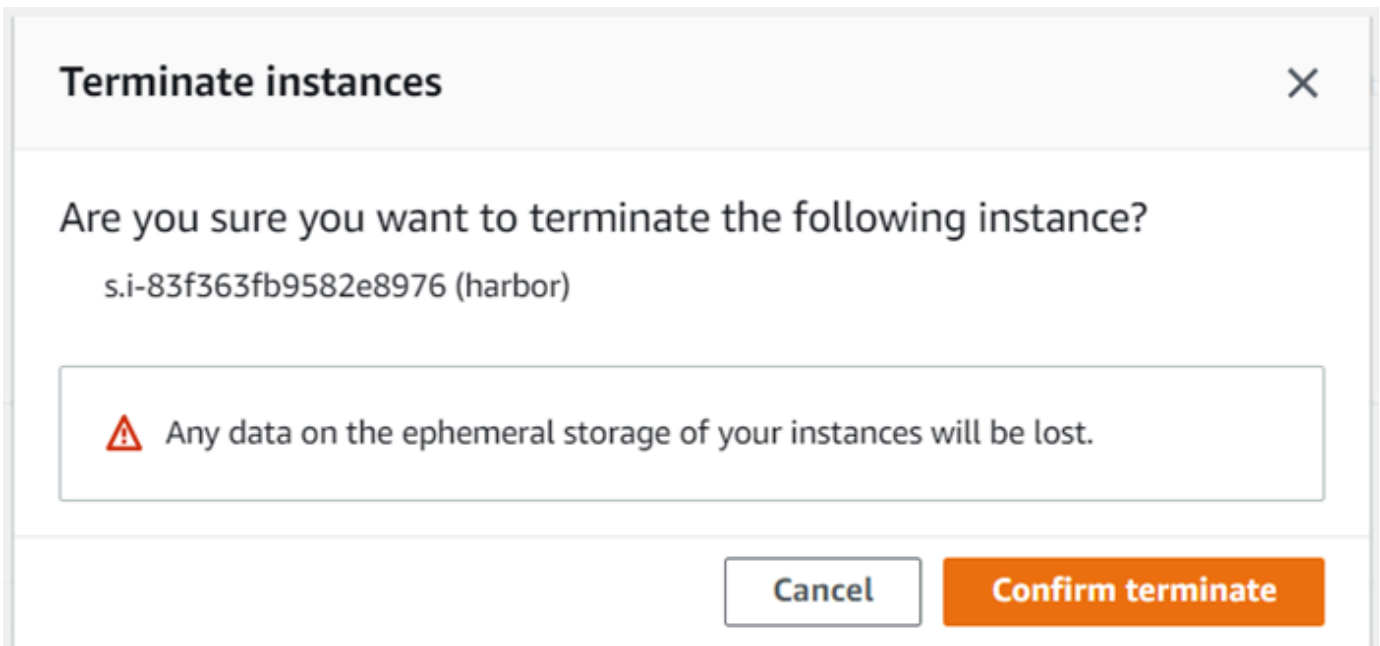 Terminate instances
Are you sure you want to terminate the following instance?
s.i-83f363fb9582e8976 (harbor)
Any data on the ephemeral storage of your instances will be lost.
Cancel
Confirm terminate